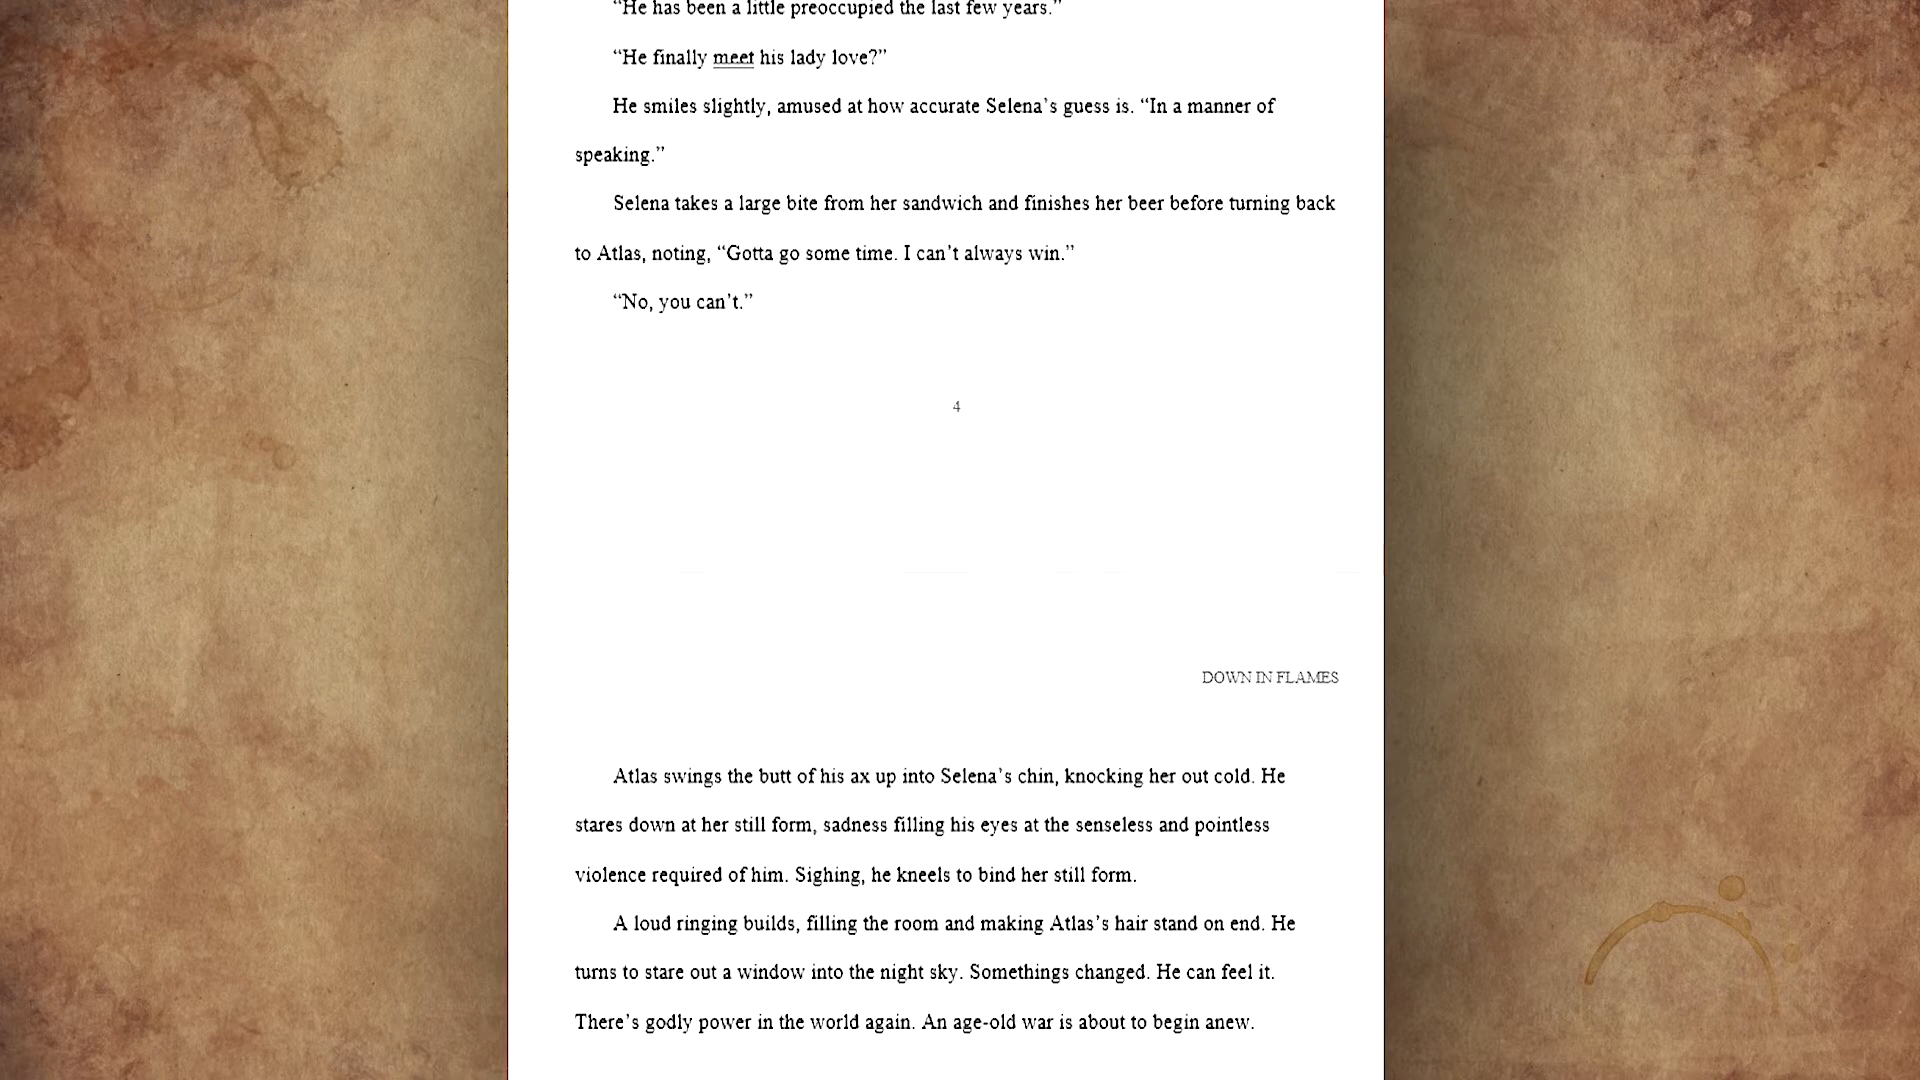 “He has been a little preoccupied the last few years.”
“He finally meet his lady love?”
He smiles slightly, amused at how accurate Selena’s guess is. “In a manner of
speaking.”
Selena takes a large bite from her sandwich and finishes her beer before turning back
to Atlas, noting, “Gotta go some time. I can’t always win.”
“No, you can’t.”
4
DOWN IN FLAMES
Atlas swings the butt of his ax up into Selena’s chin, knocking her out cold. He
stares down at her still form, sadness filling his eyes at the senseless and pointless
violence required of him. Sighing, he kneels to bind her still form.
A loud ringing builds, filling the room and making Atlas’s hair stand on end. He
turns to stare out a window into the night sky. Somethings changed. He can feel it.
There’s godly power in the world again. An age-old war is about to begin anew.